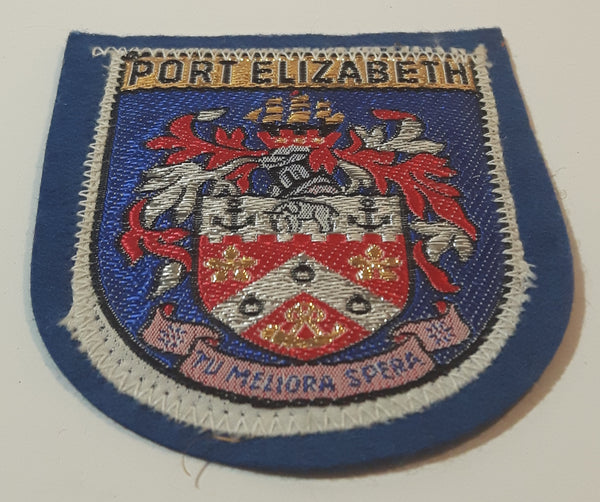 PORT ELIZABETH
TU MELIORA SPERA